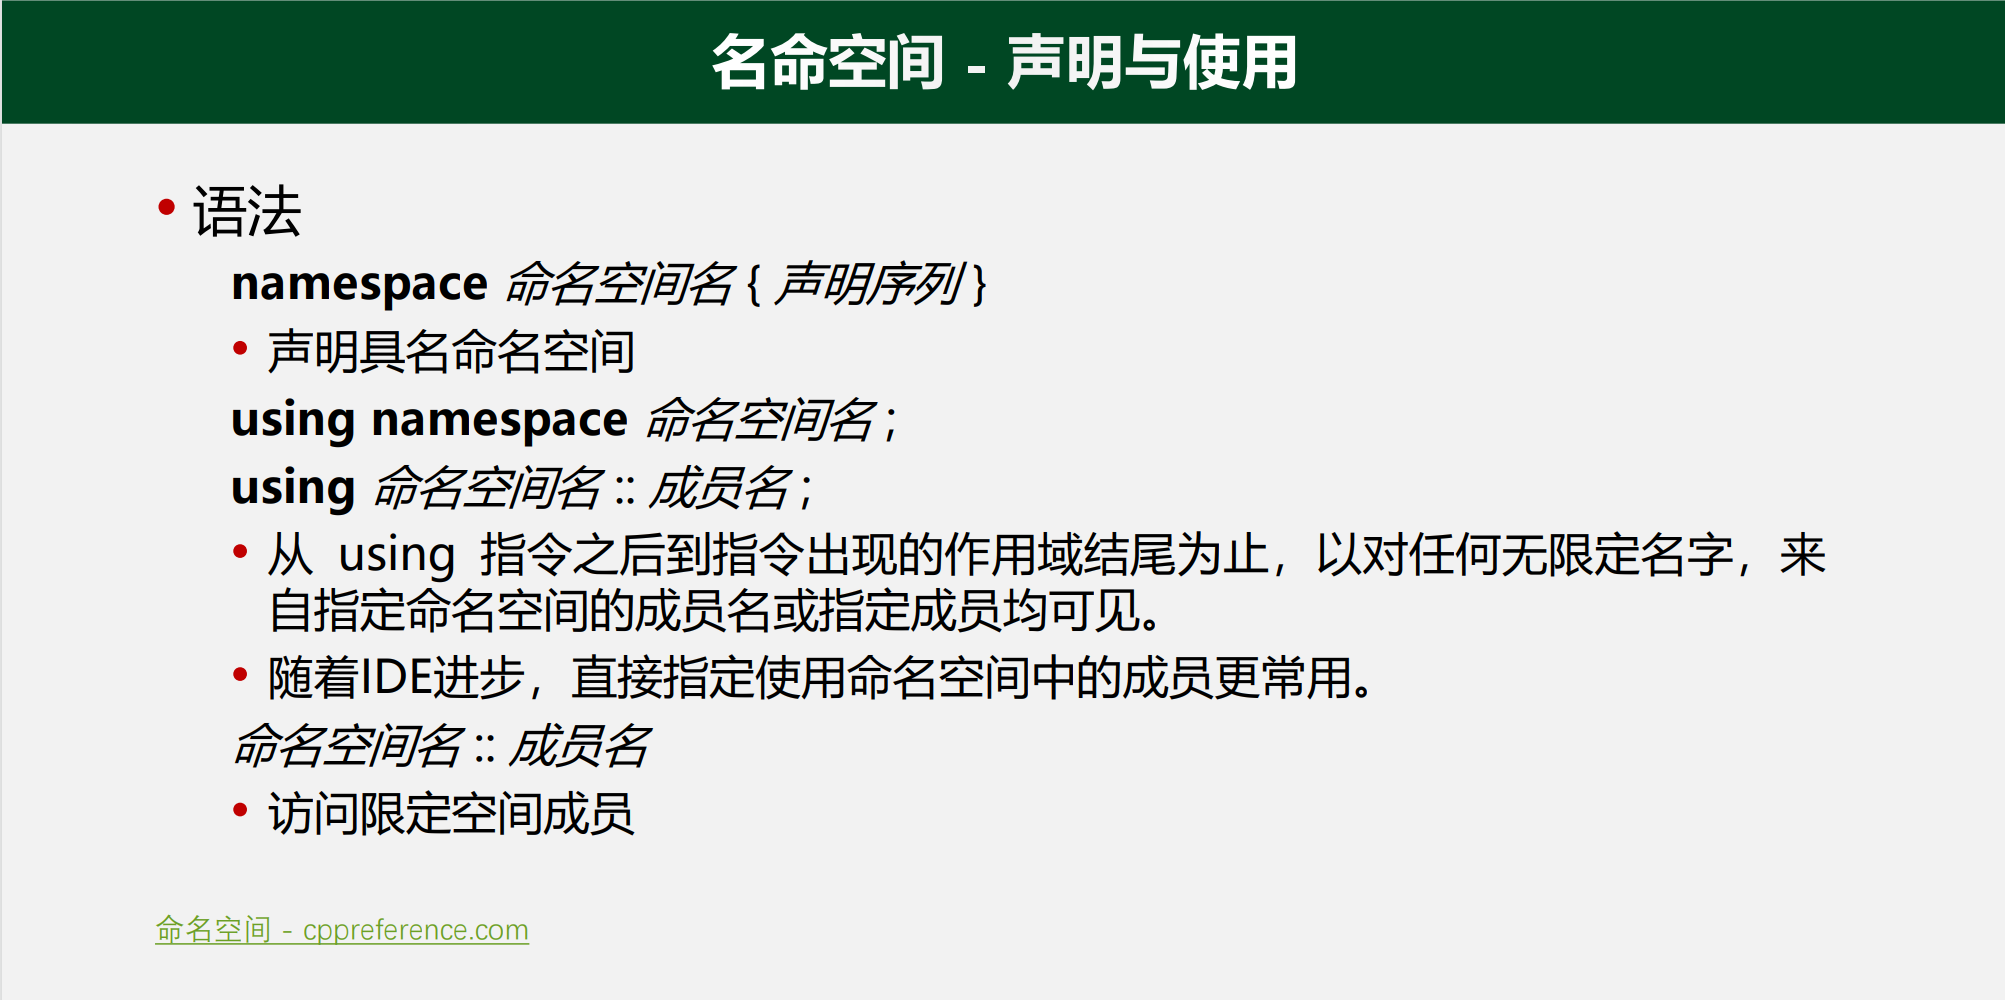 名命空间 - 声明与使用
• 语法
namespace 命名空间名 { 声明序列 }
• 声明具名命名空间
using namespace 命名空间名 ;
using 命名空间名 :: 成员名 ;
• 从 using 指令之后到指令出现的作用域结尾为止，以对任何无限定名字，来
自指定命名空间的成员名或指定成员均可见。
• 随着IDE进步，直接指定使用命名空间中的成员更常用。
命名空间名 :: 成员名
• 访问限定空间成员
命名空间 - cppreference.com